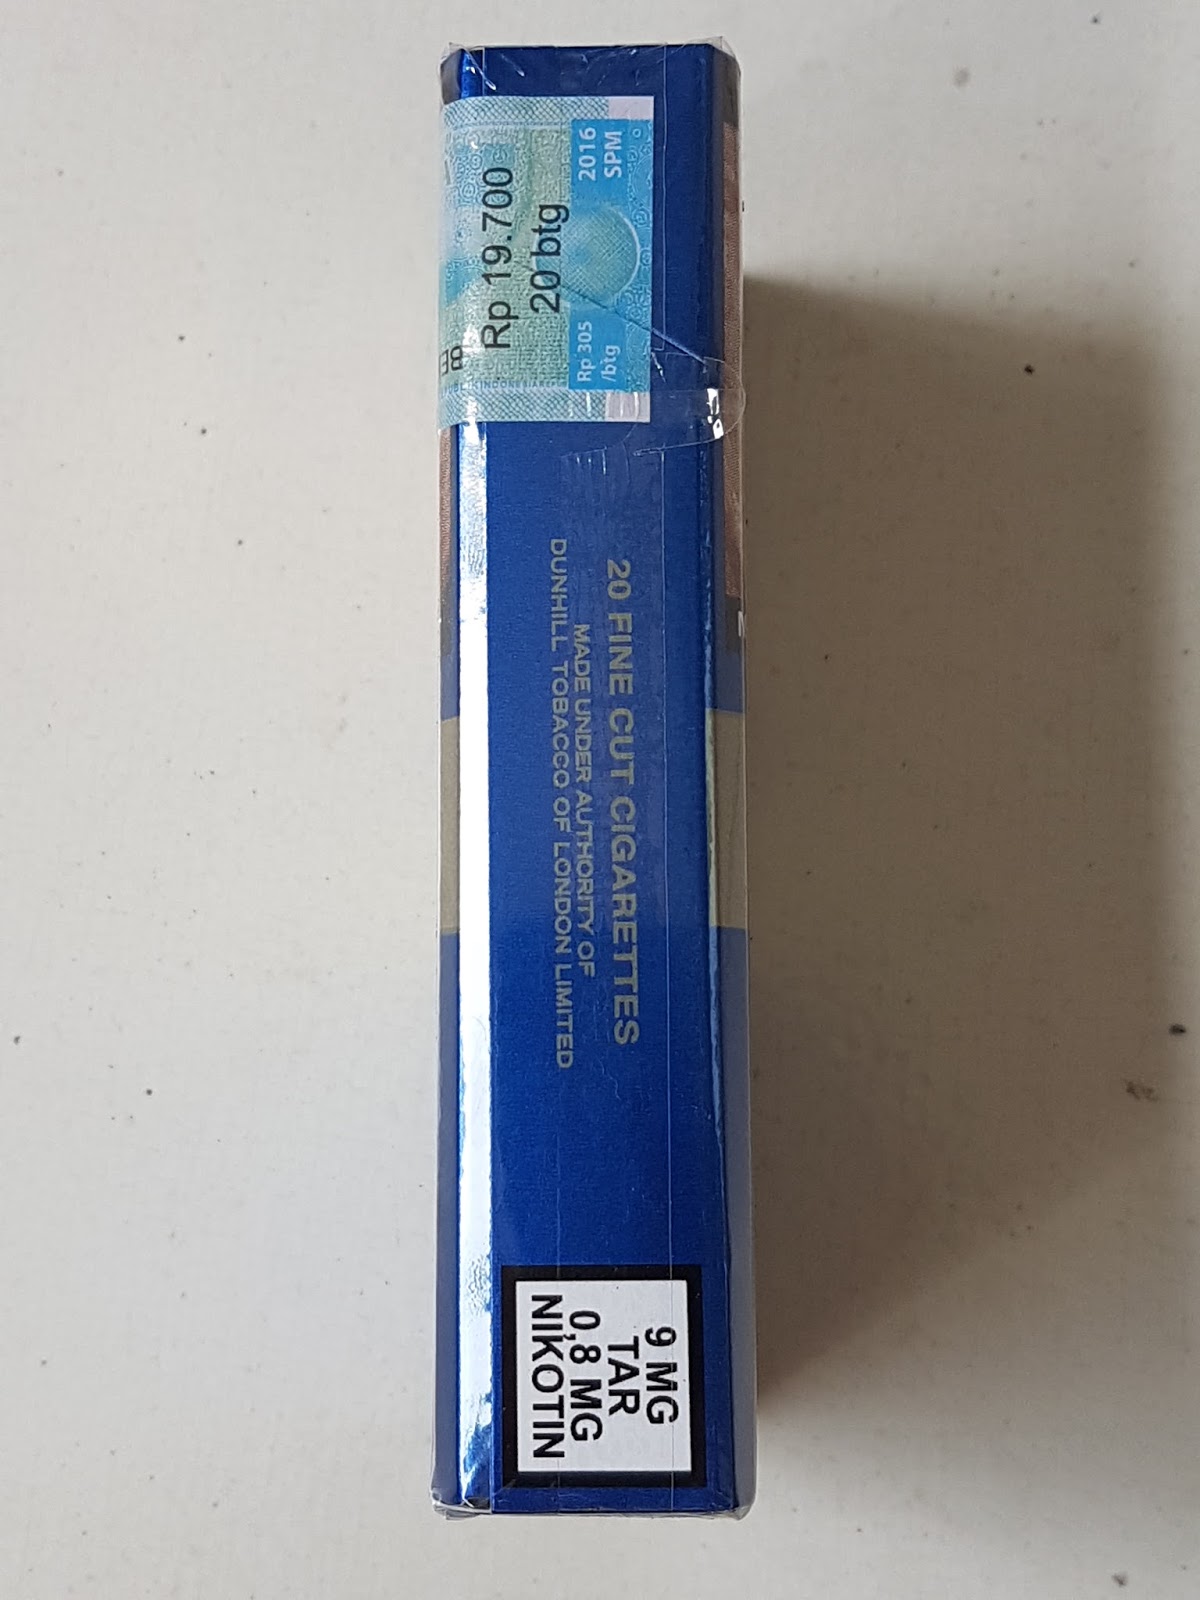 Rp 19.700
20 btg
2016
SPM
Rp 305
/btg
20 FINE CUT CIGARETTES
MADE UNDER AUTHORITY OF
DUNHILL TOBACCO OF LONDON LIMITED
9 MG
TAR
0,8 MG
NIKOTIN